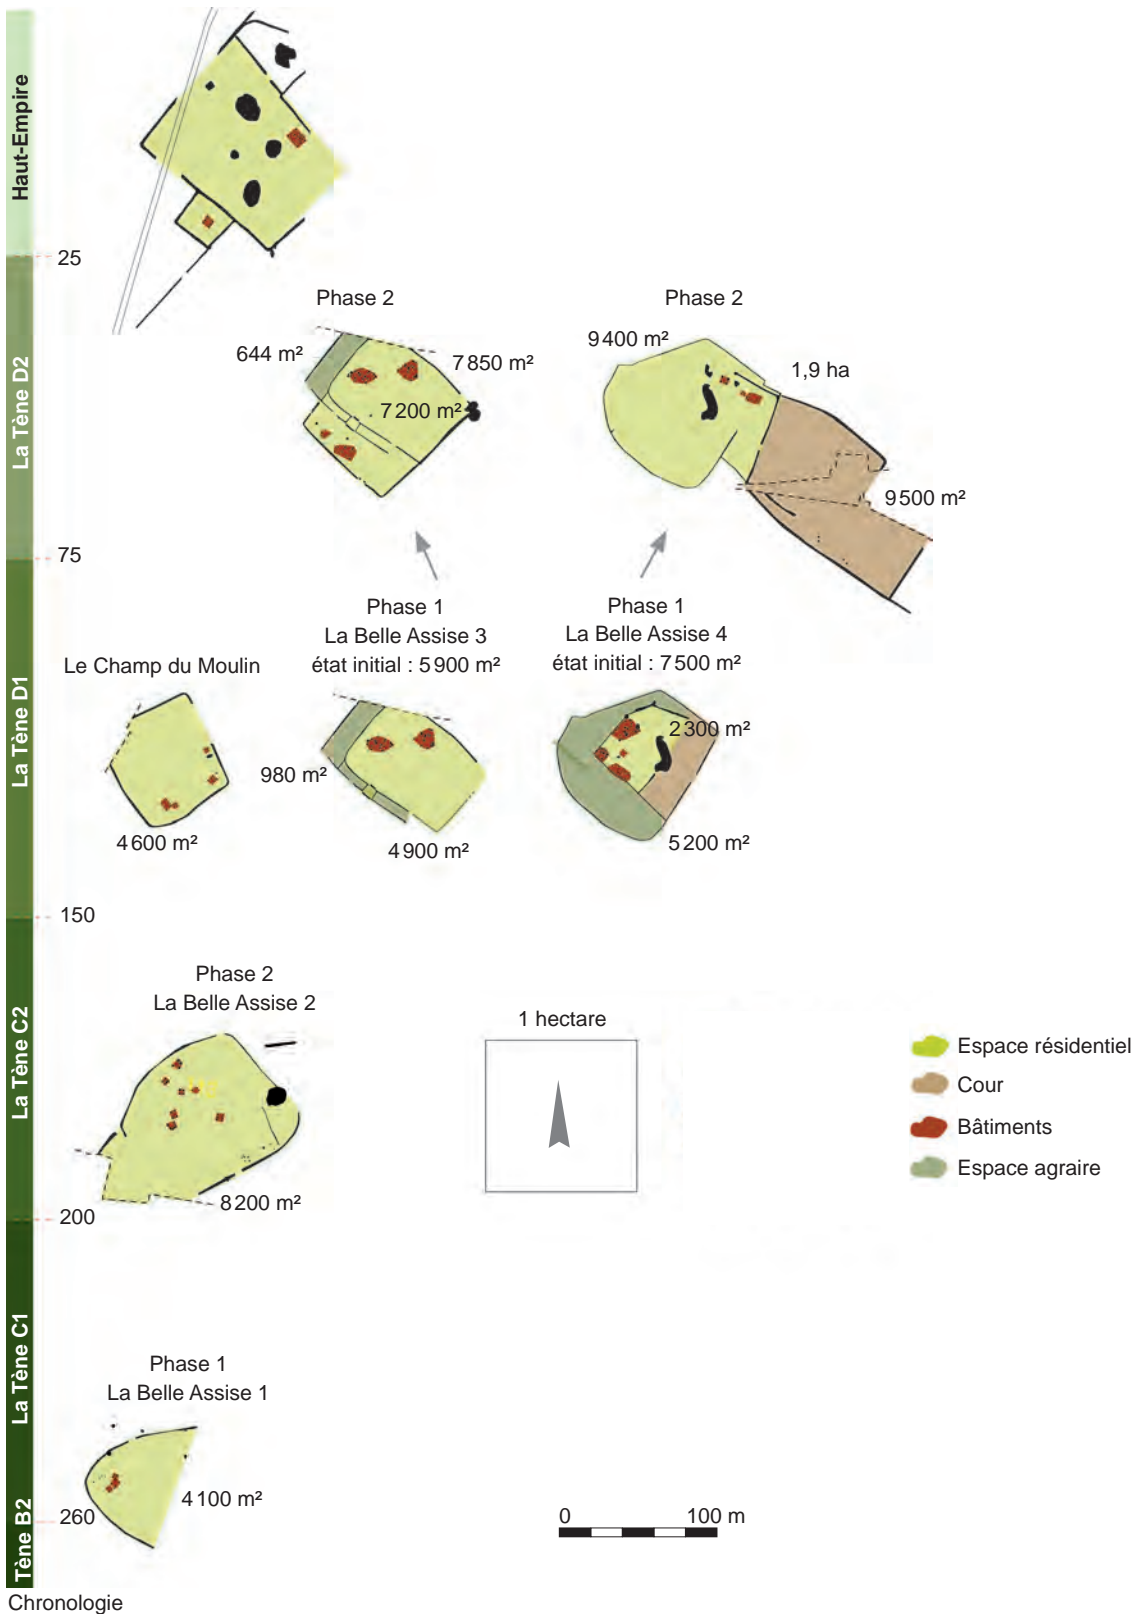 Haut-Empire
25
Phase 2
644 m²
7 850 m²
7 200 m²
Phase 2
9 400 m²
1,9 ha
9 500 m²
La Tène D2
75
Phase 1
La Belle Assise 3
état initial : 5 900 m²
Phase 1
La Belle Assise 4
état initial : 7 500 m²
Le Champ du Moulin
La Tène D1
980 m²
2 300 m²
4 600 m²
4 900 m²
5 200 m²
150
Phase 2
La Belle Assise 2
La Tène C2
8 200 m²
1 hectare
Espace résidentiel
Cour
Bâtiments
Espace agraire
200
La Tène C1
Phase 1
La Belle Assise 1
4 100 m²
260
Tène B2
0 100 m
Chronologie